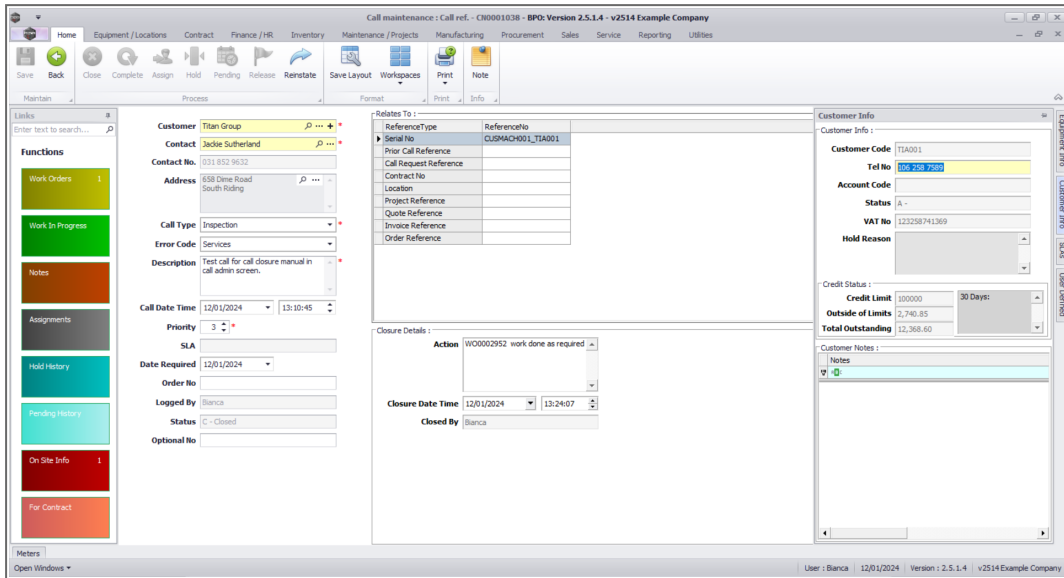 Call maintenance : Call ref. - CN0001038 - BPO: Version 2.5.1.4 - v2514 Example Company
Home Equipment / Locations Contract Finance / HR Inventory Maintenance / Projects Manufacturing Procurement Sales Service Reporting Utilities
Save Back Close Complete Assign Hold Pending Release Reinstate Save Layout Workspaces Print Note
Maintain Process Format Print Info
Links
Enter text to search...
Functions
Work Orders 1
Work In Progress
Notes
Assignments
Hold History
Pending History
On Site Info 1
For Contract
Customer Titan Group *
Contact Jackie Sutherland *
Contact No. 031 852 9632
Address 658 Dime Road
South Riding
Call Type Inspection *
Error Code Services
Description Test call for call closure manual in *
call admin screen.
Call Date Time 12/01/2024 13:10:45
Priority 3 *
SLA
Date Required 12/01/2024
Order No
Logged By Bianca
Status C - Closed
Optional No
Relates To :
ReferenceType ReferenceNo
Serial No CUSMACH001_TIA001
Prior Call Reference
Call Request Reference
Contract No
Location
Project Reference
Quote Reference
Invoice Reference
Order Reference
Closure Details :
Action WO0002952 work done as required
Closure Date Time 12/01/2024 13:24:07
Closed By Bianca
Customer Info
Customer Info :
Customer Code TIA001
Tel No 106 258 7589
Account Code
Status A -
VAT No 123258741369
Hold Reason
Credit Status :
Credit Limit 100000 30 Days:
Outside of Limits 2,740.85
Total Outstanding 12,368.60
Customer Notes :
Notes
Equipment Info
Customer Info
SLAs
User Defined
Meters
Open Windows
User : Bianca 12/01/2024 Version : 2.5.1.4 v2514 Example Company